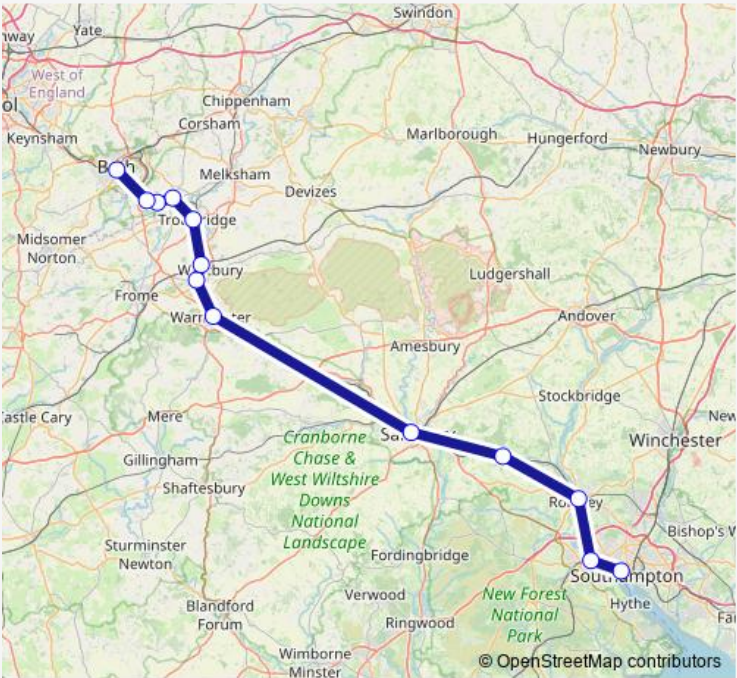 Swindon
Yate
West of
England
Chippenham
Corsham
Keynsham
Marlborough
Hungerford
Newbury
Melksham
Devizes
Midsomer
Norton
Ludgershall
Frome
Andover
Amesbury
Stockbridge
Mere
Winchester
Cranborne
Chase &
West Wiltshire
Downs
National
Landscape
Gillingham
Shaftesbury
Sturminster
Newton
Fordingbridge
Southampton
Verwood
New Forest
National
Park
Hythe
Blandford
Forum
Ringwood
Wimborne
Minster
© OpenStreetMap contributors